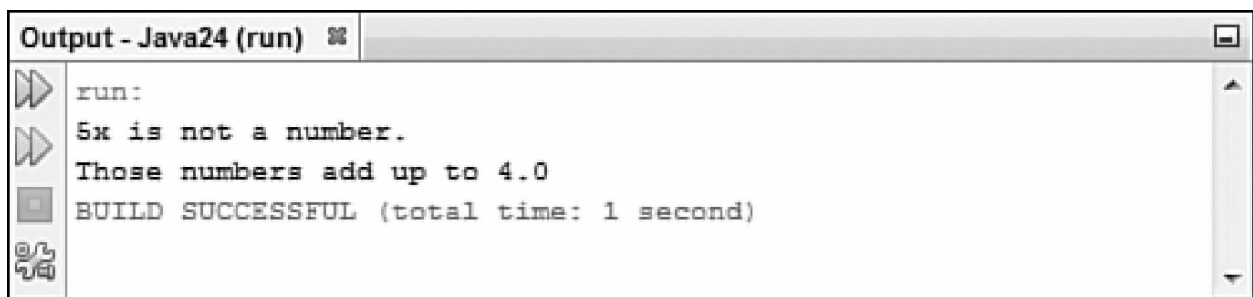 Output - Java24 (run)
run:
5x is not a number.
Those numbers add up to 4.0
BUILD SUCCESSFUL (total time: 1 second)